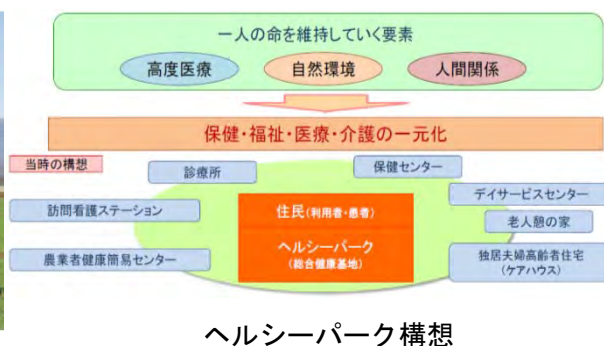 一人の命を維持していく要素
高度医療
自然環境
人間関係
保健・福祉・医療・介護の一元化
当時の構想
診療所
保健センター
訪問看護ステーション
住民(利用者・患者)
デイサービスセンター
老人憩の家
農業者健康簡易センター
ヘルシーパーク
(総合健康基地)
独居夫婦高齢者住宅
(ケアハウス)
ヘルシーパーク構想